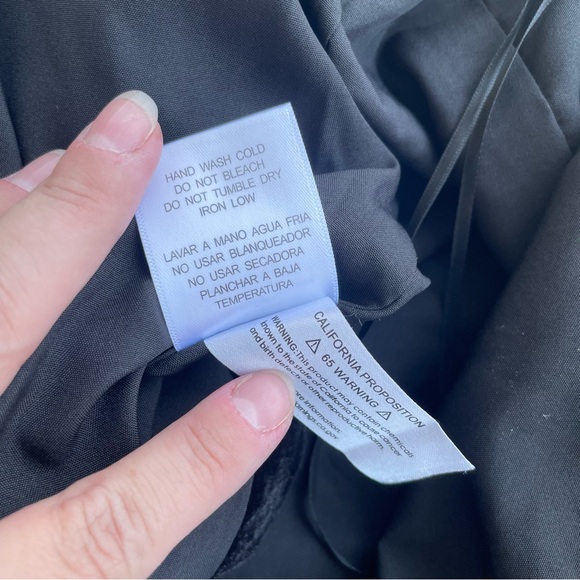 HAND WASH COLD
DO NOT BLEACH
DO NOT TUMBLE DRY
IRON LOW
LAVAR A MANO AGUA FRIA
NO USAR BLANQUEADOR
NO USAR SECADORA
PLANCHAR A BAJA
TEMPERATURA
CALIFORNIA PROPOSITION
⚠ 65 WARNING ⚠
WARNING:This product may contain chemicals
known to the state of California to cause cancer
and birth defects or other reproductive harm.
information: